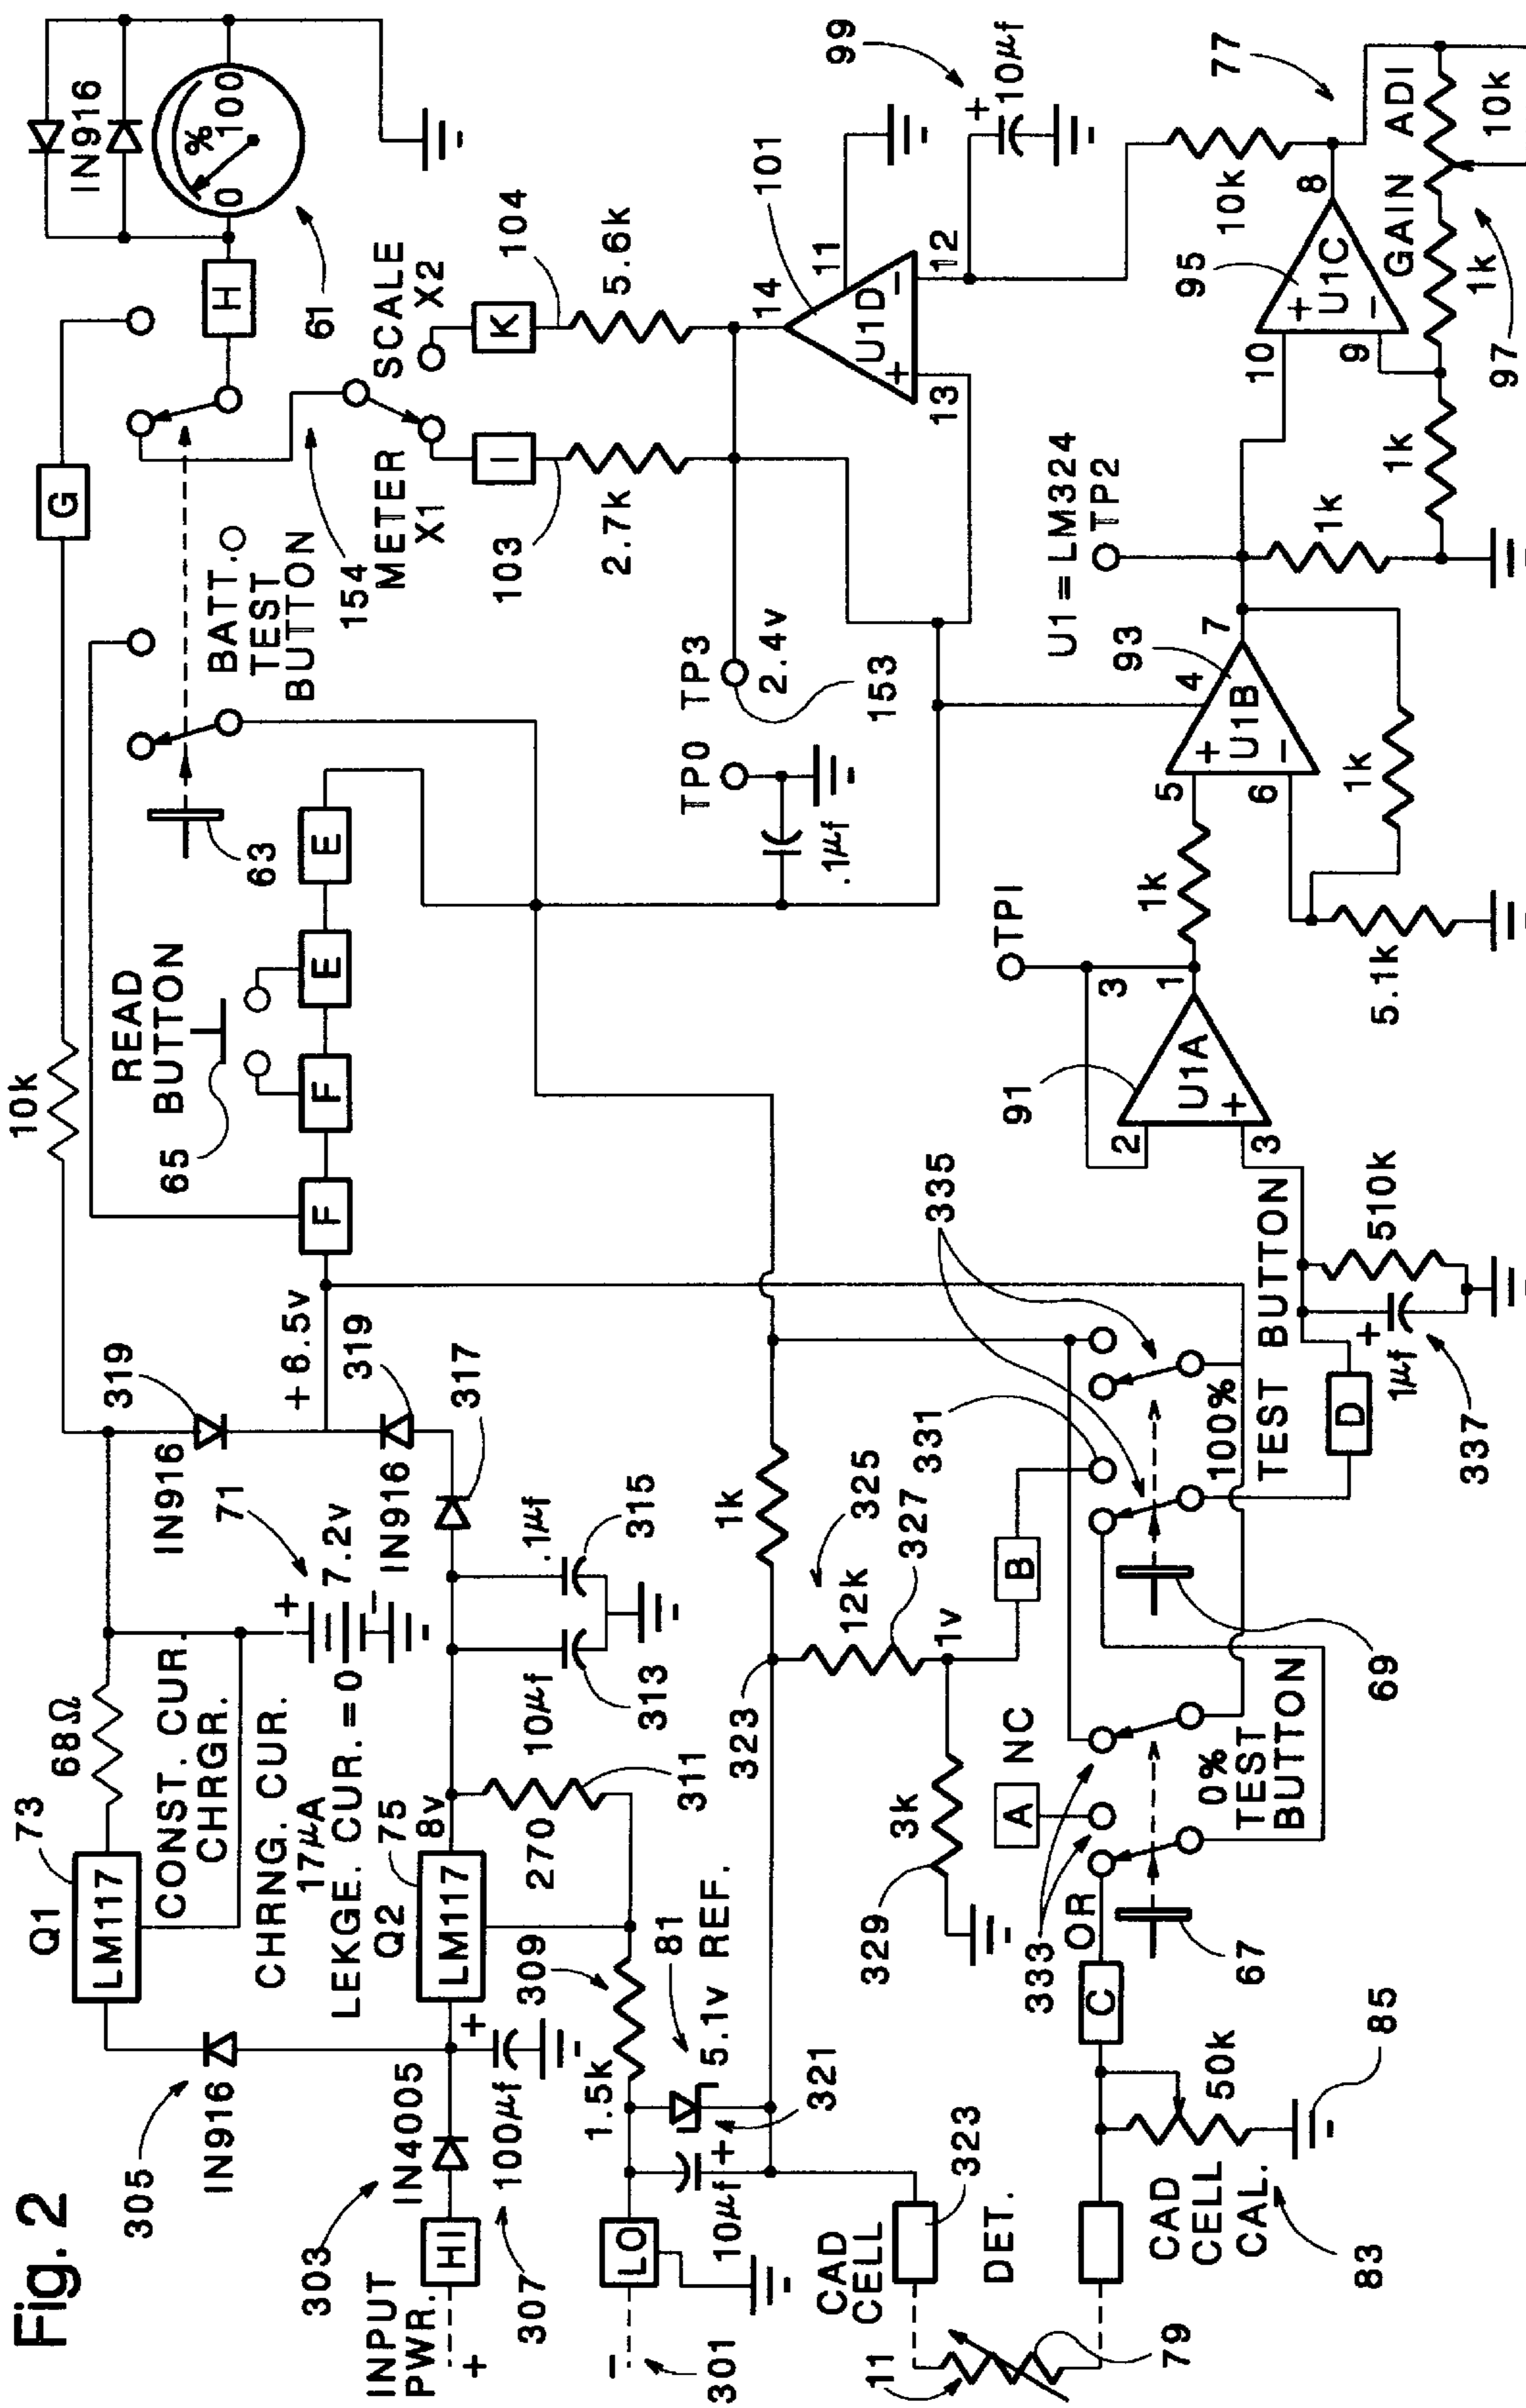 Fig. 2
305
IN916
303
IN4005
INPUT
PWR.
+
HI
307
100µf
+
-
301
LO
Q1
73
LM117
68Ω
CONST. CUR.
CHRGR.
CHRNG. CUR.
17µA
LEKGE. CUR. = 0
Q2
75
LM117
8v
309
1.5k
270
311
81
5.1v REF.
10µf
+
321
IN916
319
71
+
7.2v
-
IN916
319
317
+6.5v
10µf
313
.1µf
315
10k
READ
BUTTON
65
F
F
E
E
63
BATT.
TEST
BUTTON
G
IN916
0
%
100
H
61
154
METER
X1
SCALE
X2
I
K
103
104
2.7k
5.6k
TP0
TP3
2.4v
153
.1µf
14
101
U1D
+
-
13
12
11
99
+
10µf
CAD
CELL
323
DET.
11
79
CAD
CELL
CAL.
83
50k
85
C
OR
333
A
NC
67
0%
TEST
BUTTON
323
1k
12k
325
327
1v
3k
329
B
331
335
69
100%
TEST
BUTTON
D
1µf
+
337
510k
91
2
3
U1A
+
3
1
TP1
1k
5
6
+
-
U1B
4
7
93
5.1k
1k
U1 = LM324
TP2
1k
1k
10
9
+
-
U1C
95
8
10k
77
GAIN ADJ
1k
10k
97